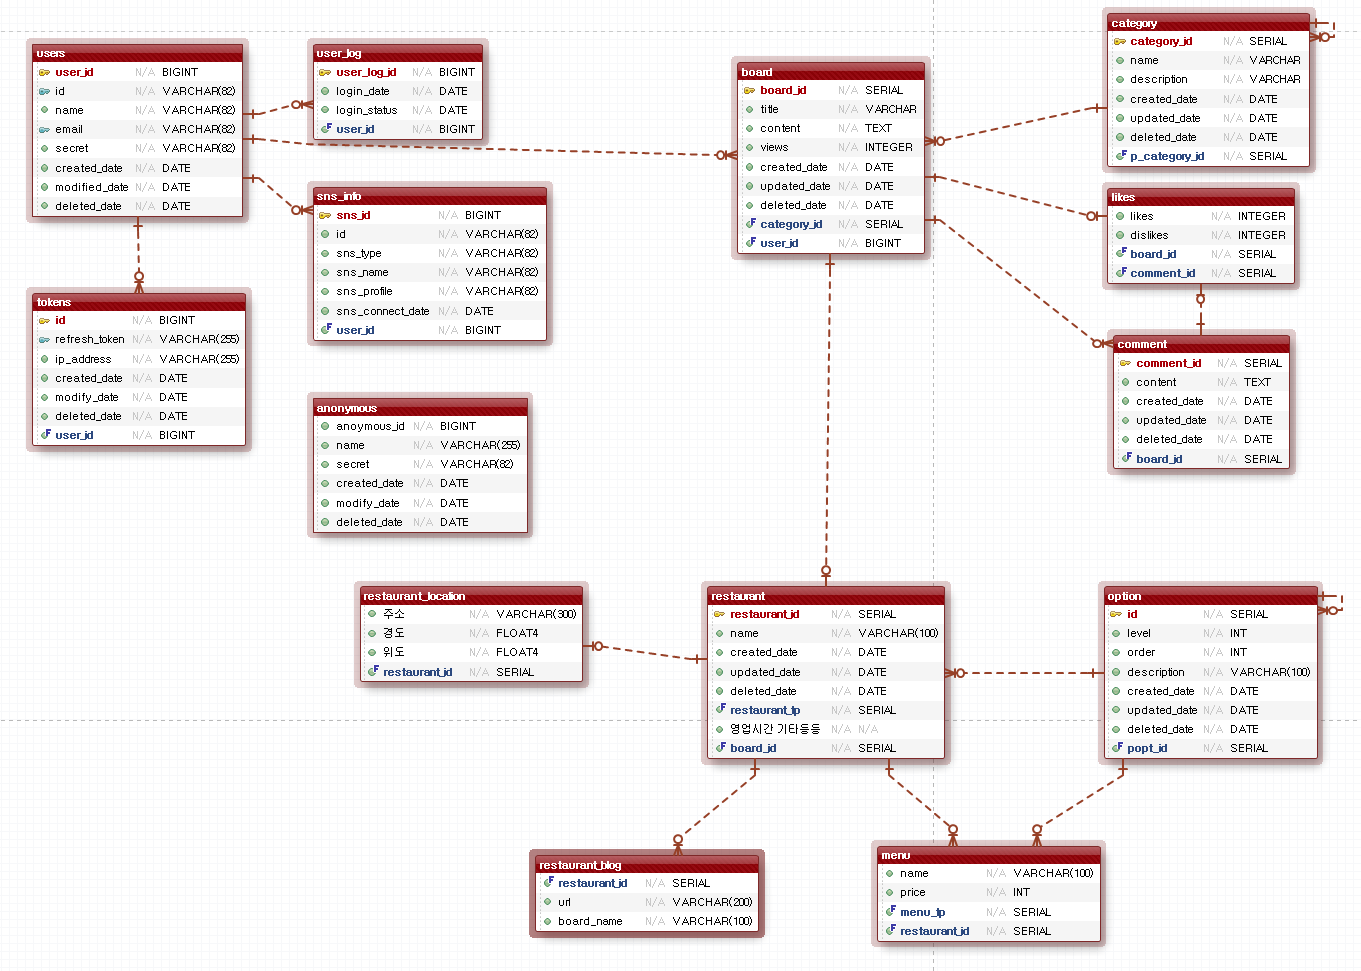 users
user_id N/A BIGINT
id N/A VARCHAR(82)
name N/A VARCHAR(82)
email N/A VARCHAR(82)
secret N/A VARCHAR(82)
created_date N/A DATE
modified_date N/A DATE
deleted_date N/A DATE
user_log
user_log_id N/A BIGINT
login_date N/A DATE
login_status N/A DATE
user_id N/A BIGINT
board
board_id N/A SERIAL
title N/A VARCHAR
content N/A TEXT
views N/A INTEGER
created_date N/A DATE
updated_date N/A DATE
deleted_date N/A DATE
category_id N/A SERIAL
user_id N/A BIGINT
category
category_id N/A SERIAL
name N/A VARCHAR
description N/A VARCHAR
created_date N/A DATE
updated_date N/A DATE
deleted_date N/A DATE
p_category_id N/A SERIAL
sns_info
sns_id N/A BIGINT
id N/A VARCHAR(82)
sns_type N/A VARCHAR(82)
sns_name N/A VARCHAR(82)
sns_profile N/A VARCHAR(82)
sns_connect_date N/A DATE
user_id N/A BIGINT
likes
likes N/A INTEGER
dislikes N/A INTEGER
board_id N/A SERIAL
comment_id N/A SERIAL
tokens
id N/A BIGINT
refresh_token N/A VARCHAR(255)
ip_address N/A VARCHAR(255)
created_date N/A DATE
modify_date N/A DATE
deleted_date N/A DATE
user_id N/A BIGINT
comment
comment_id N/A SERIAL
content N/A TEXT
created_date N/A DATE
updated_date N/A DATE
deleted_date N/A DATE
board_id N/A SERIAL
anonymous
anoymous_id N/A BIGINT
name N/A VARCHAR(255)
secret N/A VARCHAR(82)
created_date N/A DATE
modify_date N/A DATE
deleted_date N/A DATE
restaurant_location
주소 N/A VARCHAR(300)
경도 N/A FLOAT4
위도 N/A FLOAT4
restaurant_id N/A SERIAL
restaurant
restaurant_id N/A SERIAL
name N/A VARCHAR(100)
created_date N/A DATE
updated_date N/A DATE
deleted_date N/A DATE
restaurant_tp N/A SERIAL
영업시간 기타등등 N/A N/A
board_id N/A SERIAL
option
id N/A SERIAL
level N/A INT
order N/A INT
description N/A VARCHAR(100)
created_date N/A DATE
updated_date N/A DATE
deleted_date N/A DATE
popt_id N/A SERIAL
restaurant_blog
restaurant_id N/A SERIAL
url N/A VARCHAR(200)
board_name N/A VARCHAR(100)
menu
name N/A VARCHAR(100)
price N/A INT
menu_tp N/A SERIAL
restaurant_id N/A SERIAL